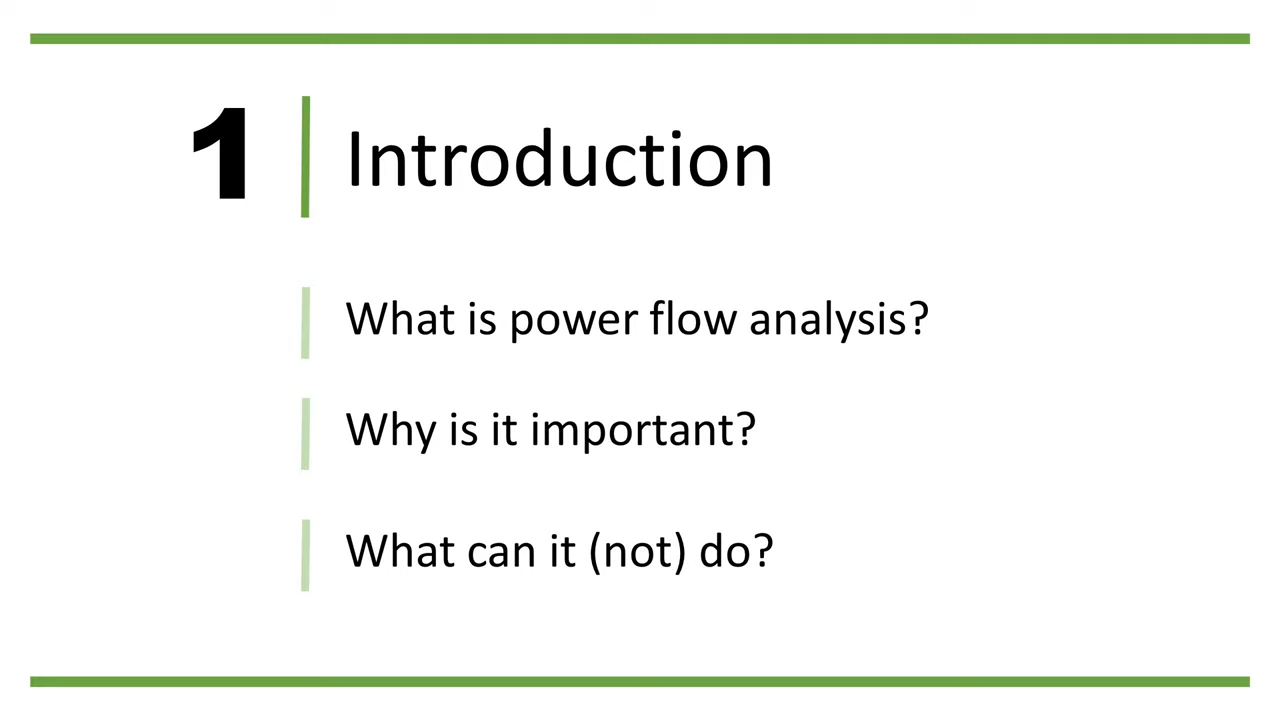 1
Introduction
What is power flow analysis?
Why is it important?
What can it (not) do?